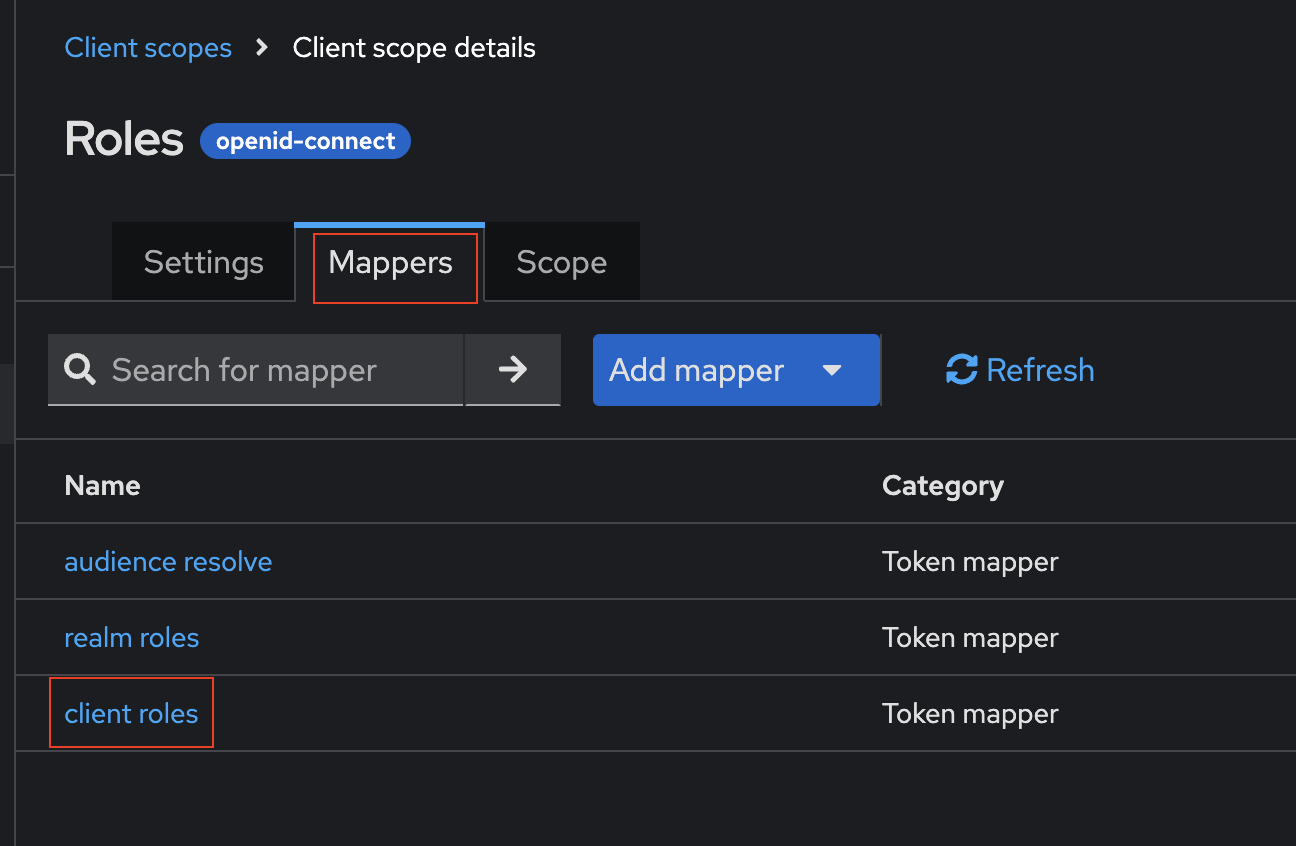 Client scopes > Client scope details
Roles openid-connect
Settings Mappers Scope
Search for mapper Add mapper Refresh
Name Category
audience resolve Token mapper
realm roles Token mapper
client roles Token mapper